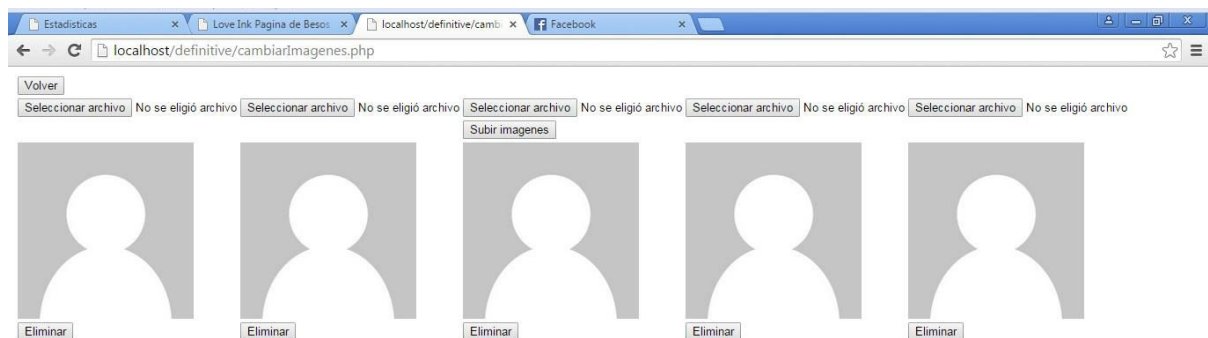 Estadisticas Love Ink Pagina de Besos localhost/definitive/camb Facebook
localhost/definitive/cambiarImagenes.php
Volver
Seleccionar archivo No se eligió archivo Seleccionar archivo No se eligió archivo Seleccionar archivo No se eligió archivo Seleccionar archivo No se eligió archivo Seleccionar archivo No se eligió archivo
Subir imagenes
Eliminar Eliminar Eliminar Eliminar Eliminar